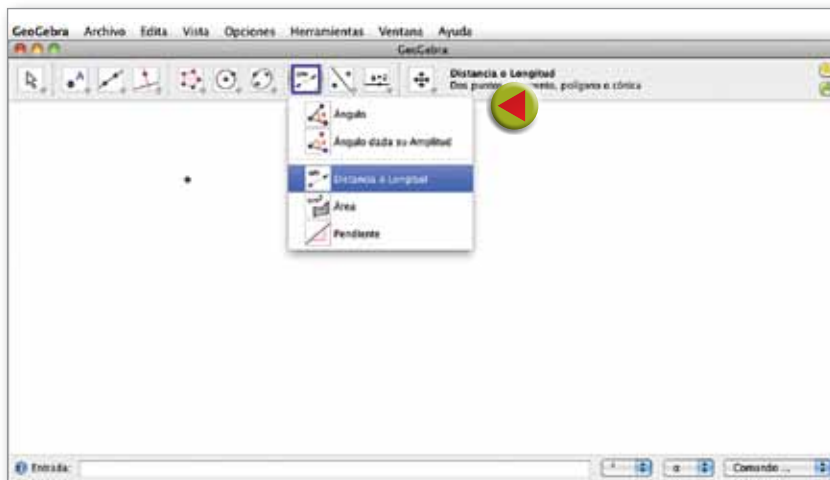 GeoGebra Archivo Edita Vista Opciones Herramientas Ventana Ayuda
GeoGebra
Distancia o Longitud
Dos puntos, polígono o cónica
Ángulo
Ángulo dada su Amplitud
Distancia o Longitud
Área
Pendiente
Entrada:
α
Comando ...